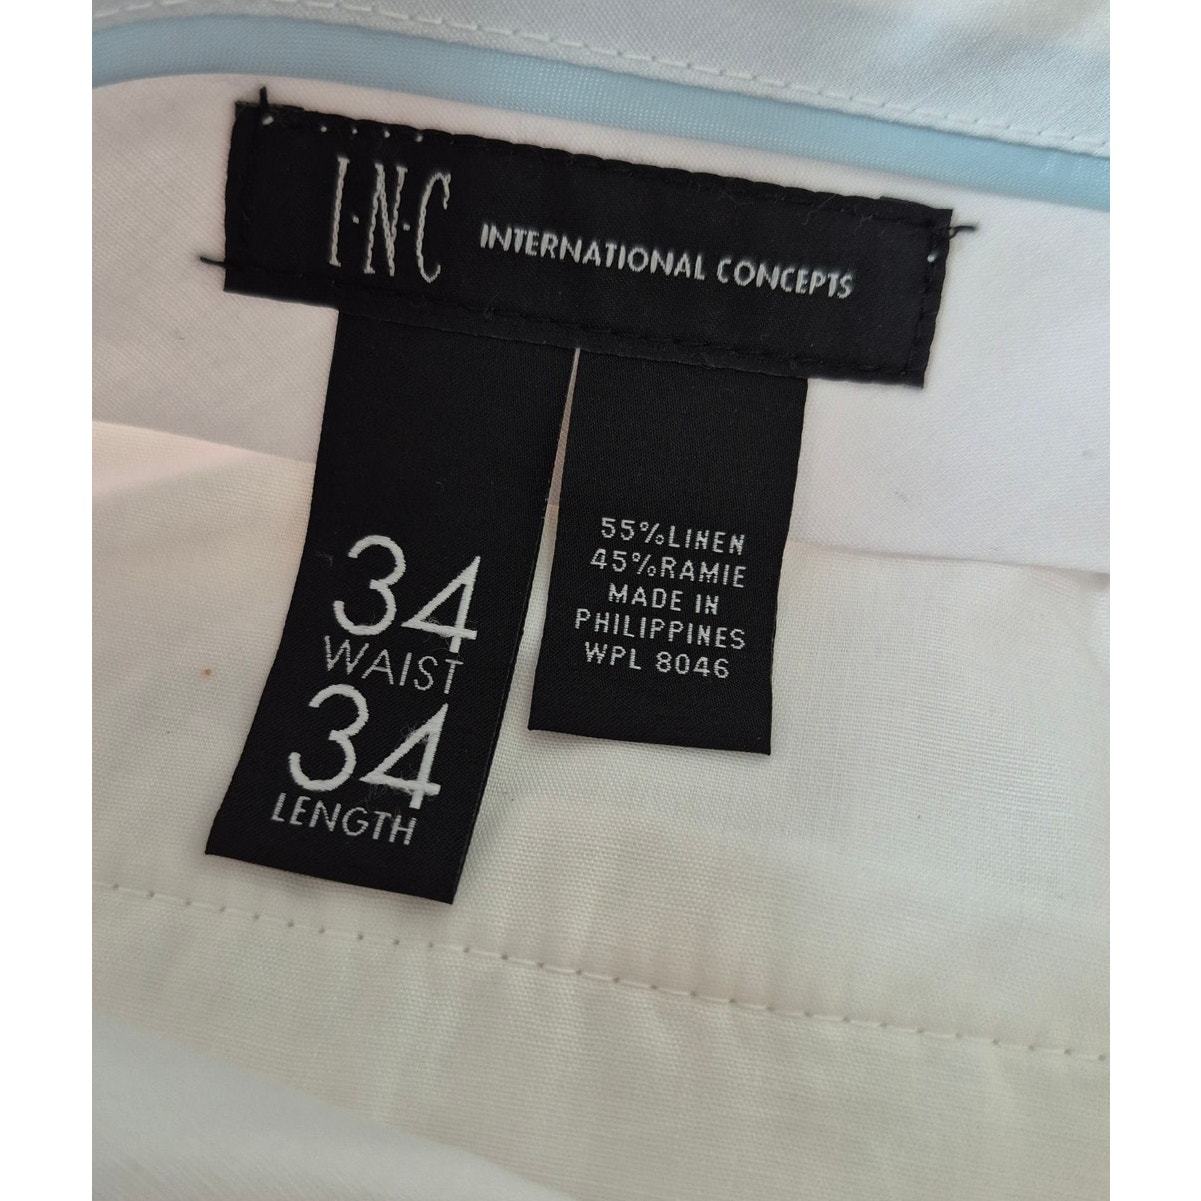 I·N·C INTERNATIONAL CONCEPTS
34
WAIST
34
LENGTH
55%LINEN
45%RAMIE
MADE IN
PHILIPPINES
WPL 8046